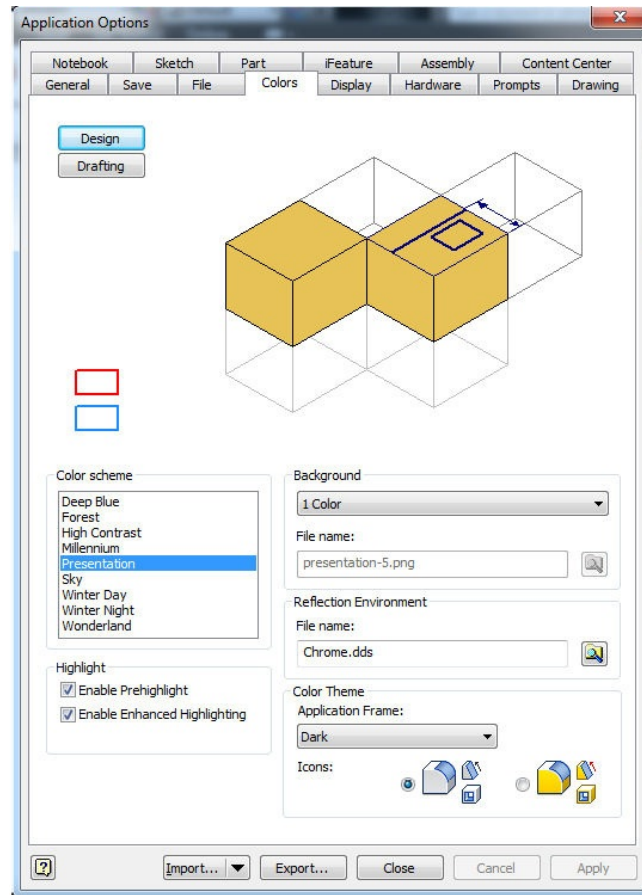 Application Options
Notebook Sketch Part iFeature Assembly Content Center
General Save File Colors Display Hardware Prompts Drawing
Design
Drafting
Color scheme
Deep Blue
Forest
High Contrast
Millennium
Presentation
Sky
Winter Day
Winter Night
Wonderland
Highlight
Enable Prehighlight
Enable Enhanced Highlighting
Background
1 Color
File name:
presentation-5.png
Reflection Environment
File name:
Chrome.dds
Color Theme
Application Frame:
Dark
Icons:
? Import... Export... Close Cancel Apply